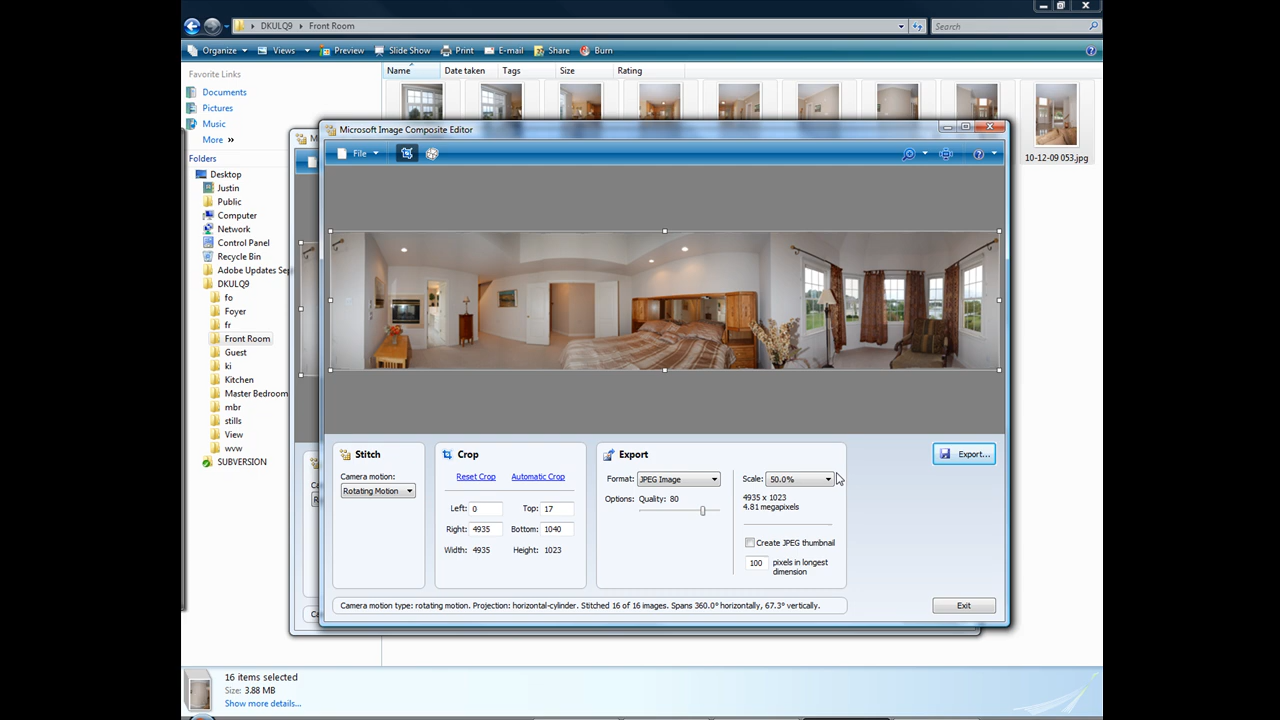 DKULQ9 Front Room
Search
Organize Views Preview Slide Show Print E-mail Share Burn
Favorite Links
Documents
Pictures
Music
More
Folders
Desktop
Justin
Public
Computer
Network
Control Panel
Recycle Bin
Adobe Updates Sep
DKULQ9
fo
Foyer
fr
Front Room
Guest
ki
Kitchen
Master Bedroom
mbr
stills
View
wvw
SUBVERSION
Name Date taken Tags Size Rating
10-12-09 053.jpg
Microsoft Image Composite Editor
File
Stitch
Camera motion:
Rotating Motion
Crop
Reset Crop Automatic Crop
Left: 0 Top: 17
Right: 4935 Bottom: 1040
Width: 4935 Height: 1023
Export
Format: JPEG Image
Options: Quality: 80
Scale: 50.0%
4935 x 1023
4.81 megapixels
Create JPEG thumbnail
100 pixels in longest
dimension
Export...
Camera motion type: rotating motion. Projection: horizontal-cylinder. Stitched 16 of 16 images. Spans 360.0° horizontally, 67.3° vertically.
Exit
16 items selected
Size: 3.88 MB
Show more details...